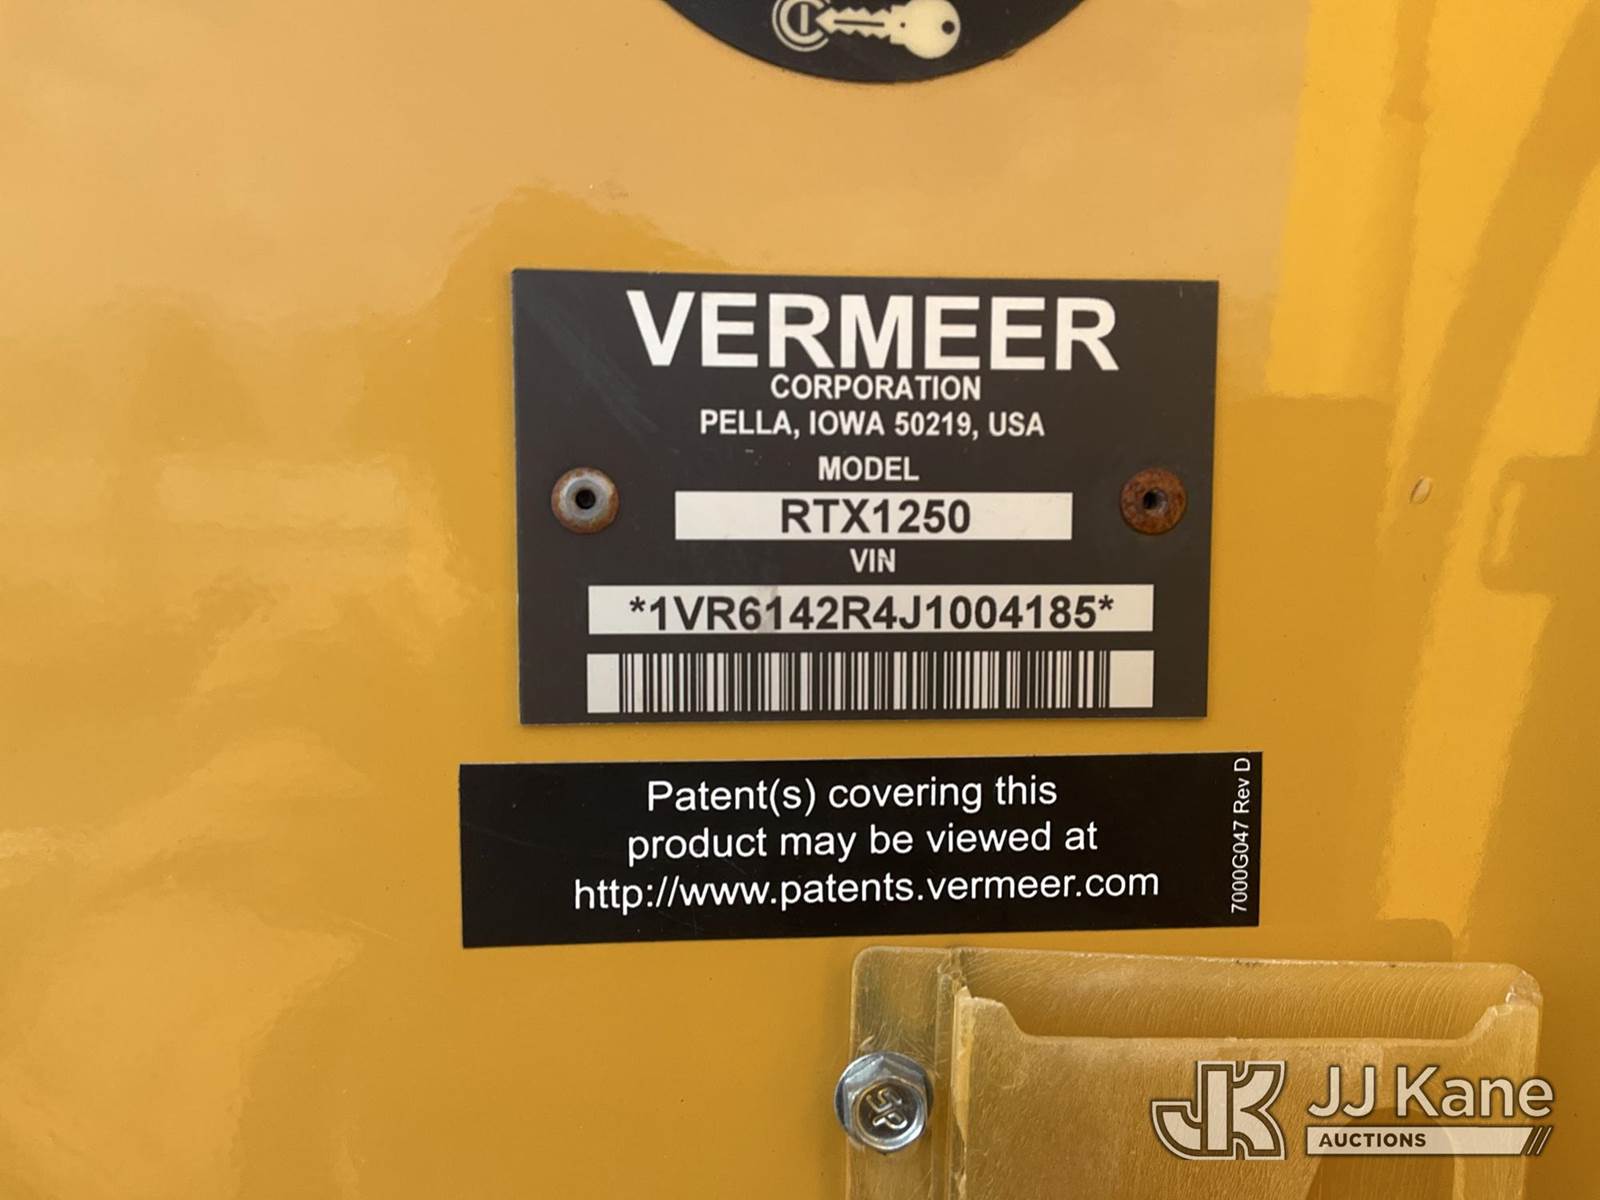 VERMEER
CORPORATION
PELLA, IOWA 50219, USA
MODEL
RTX1250
VIN
*1VR6142R4J1004185*
Patent(s) covering this
product may be viewed at
http://www.patents.vermeer.com
7000G047 Rev D
SP
JK JJ Kane
AUCTIONS